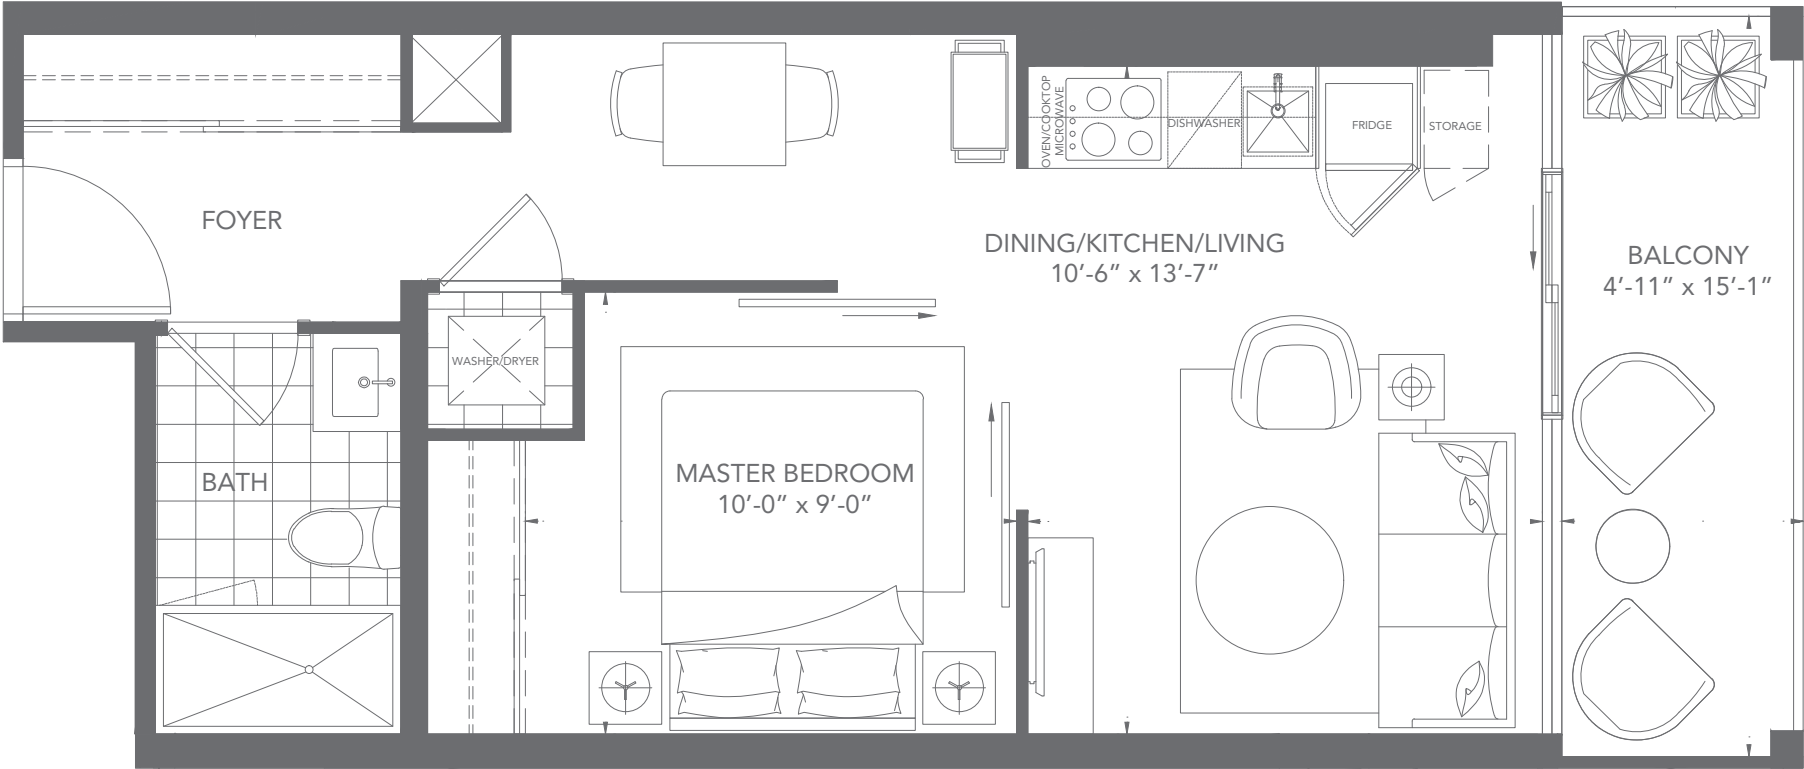 OVEN/COOKTOP
MICROWAVE
DISHWASHER
FRIDGE
STORAGE
FOYER
DINING/KITCHEN/LIVING
10'-6" x 13'-7"
BALCONY
4'-11" x 15'-1"
WASHER/DRYER
BATH
MASTER BEDROOM
10'-0" x 9'-0"